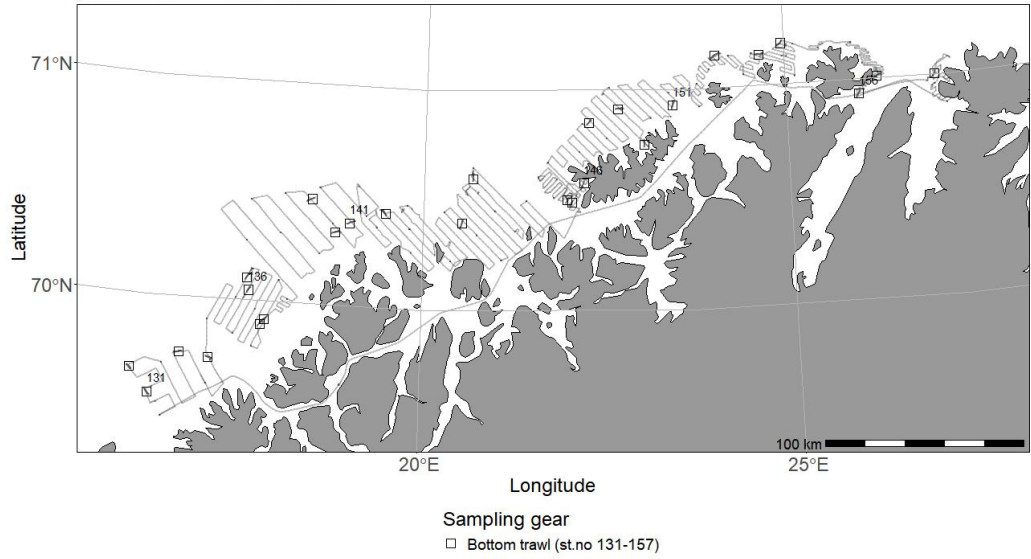 71°N
151
156
146
Latitude
141
70°N
136
131
100 km
20°E
25°E
Longitude
Sampling gear
Bottom trawl (st.no 131-157)